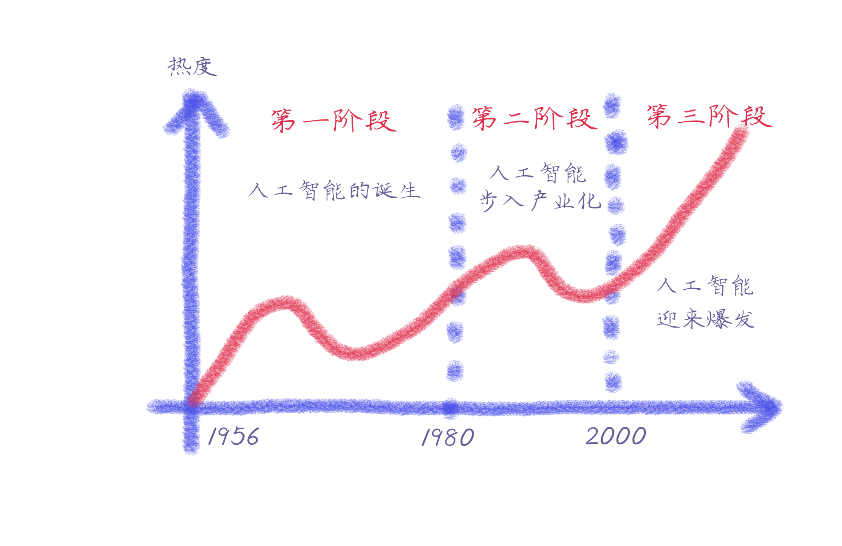 热度
第一阶段
第二阶段
第三阶段
人工智能的诞生
人工智能
步入产业化
人工智能
迎来爆发
1956
1980
2000